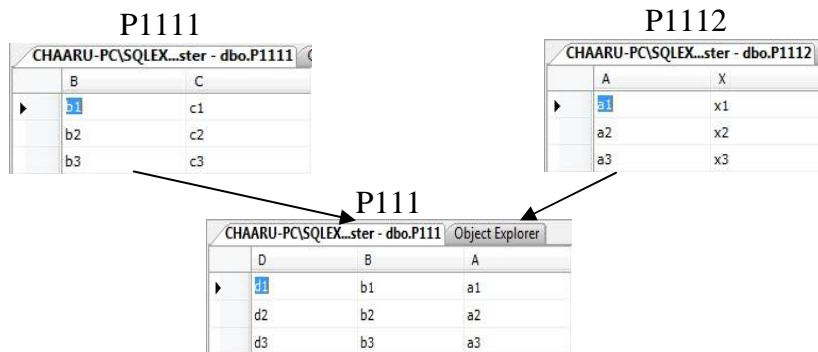 P1111
CHAARU-PC\SQLEX...ster - dbo.P1111
B C
b1 c1
b2 c2
b3 c3
P1112
CHAARU-PC\SQLEX...ster - dbo.P1112
A X
a1 x1
a2 x2
a3 x3
P111
CHAARU-PC\SQLEX...ster - dbo.P111 Object Explorer
D B A
d1 b1 a1
d2 b2 a2
d3 b3 a3